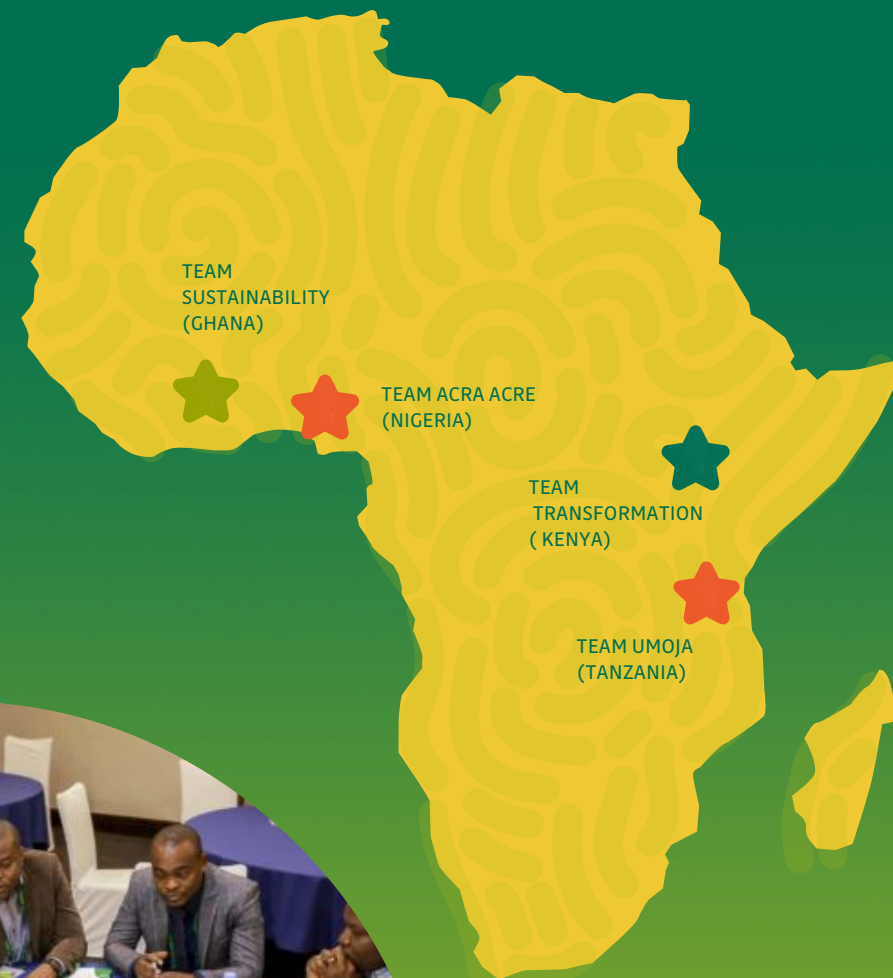 TEAM
SUSTAINABILITY
(GHANA)
TEAM ACRA ACRE
(NIGERIA)
TEAM
TRANSFORMATION
( KENYA)
TEAM UMOJA
(TANZANIA)